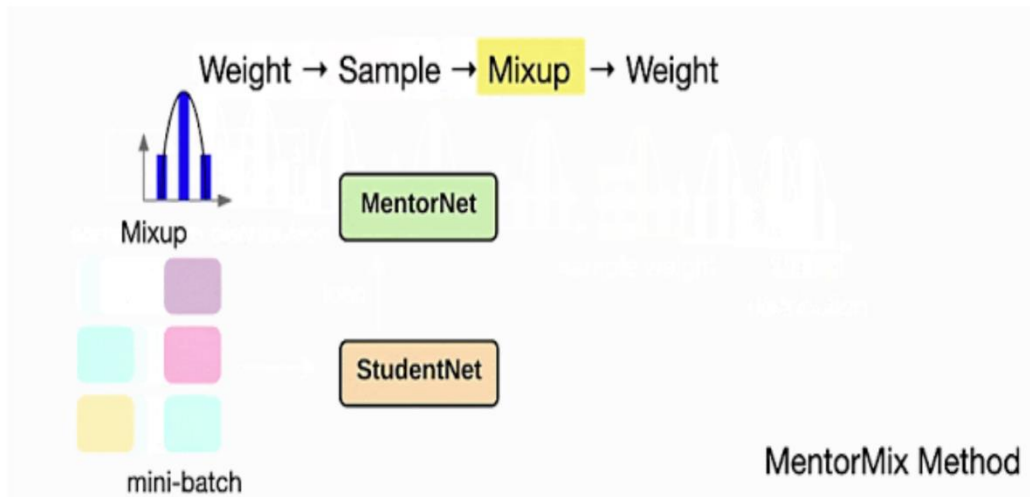 Weight → Sample → Mixup → Weight
MentorNet
Mixup
StudentNet
MentorMix Method
mini-batch